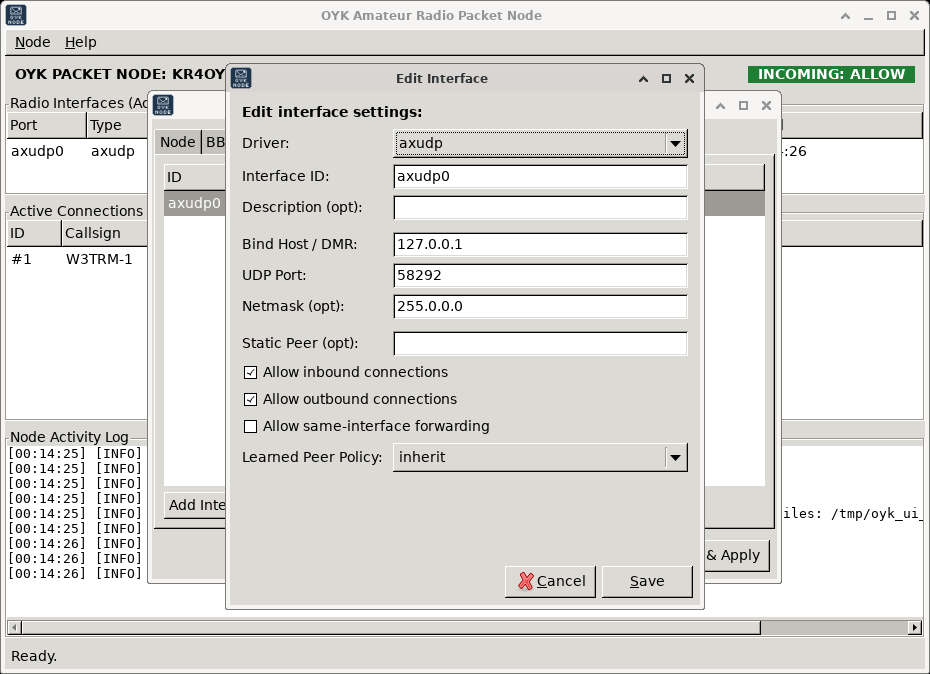 OYK Amateur Radio Packet Node
Node Help
OYK PACKET NODE: KR4OY
INCOMING: ALLOW
Radio Interfaces (Ac
Port Type
axudp0 axudp
:26
Active Connections
ID Callsign
#1 W3TRM-1
Node Activity Log
[00:14:25] [INFO]
[00:14:25] [INFO]
[00:14:25] [INFO]
[00:14:25] [INFO]
[00:14:25] [INFO] iles: /tmp/oyk_ui_
[00:14:25] [INFO]
[00:14:26] [INFO]
[00:14:26] [INFO]
[00:14:26] [INFO]
Ready.
Node BB
ID
axudp0
Add Inte
& Apply
Edit Interface
Edit interface settings:
Driver: axudp
Interface ID: axudp0
Description (opt):
Bind Host / DMR: 127.0.0.1
UDP Port: 58292
Netmask (opt): 255.0.0.0
Static Peer (opt):
Allow inbound connections
Allow outbound connections
Allow same-interface forwarding
Learned Peer Policy: inherit
Cancel Save